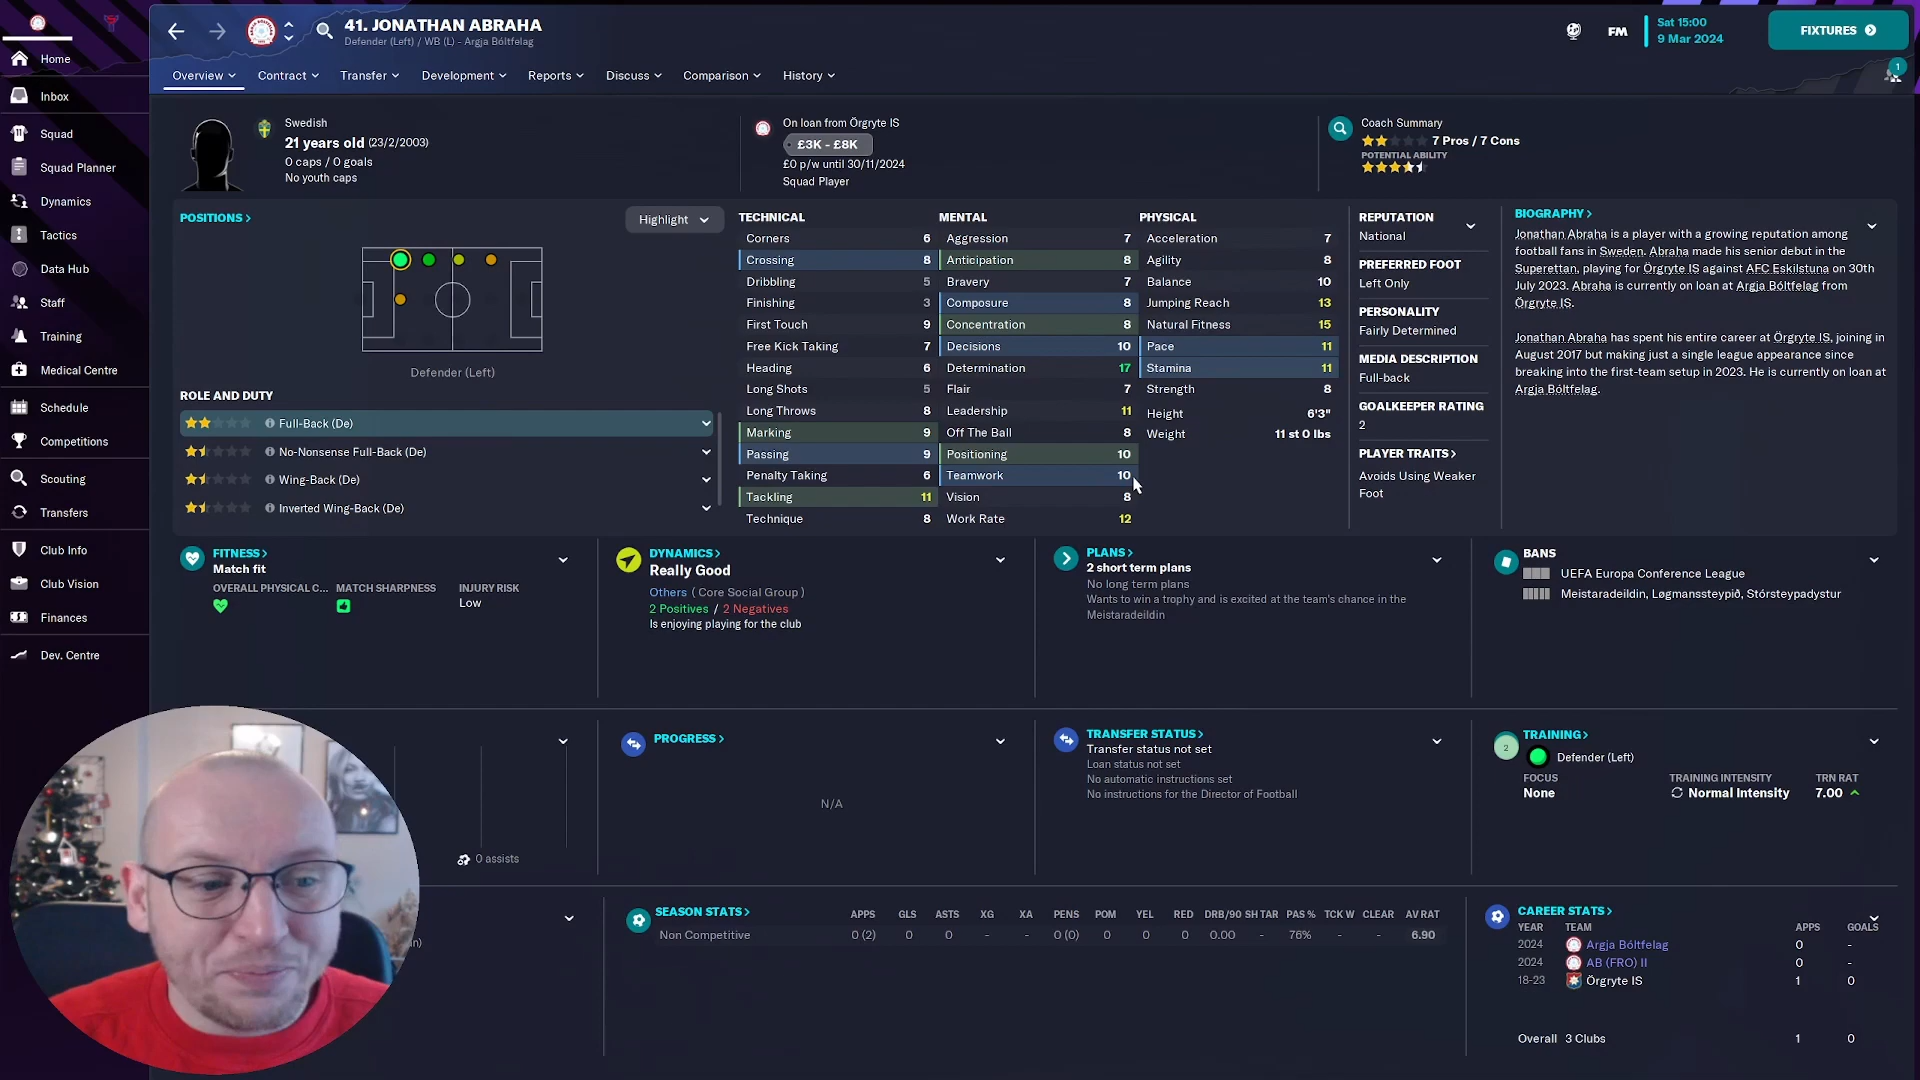 41. JONATHAN ABRAHA
Defender (Left) / WB (L) - Argja Bóltfelag
FM
Sat 15:00
9 Mar 2024
FIXTURES
1
Home
Inbox
Squad
Squad Planner
Dynamics
Tactics
Data Hub
Staff
Training
Medical Centre
Schedule
Competitions
Scouting
Transfers
Club Info
Club Vision
Finances
Dev. Centre
Overview
Contract
Transfer
Development
Reports
Discuss
Comparison
History
Swedish
21 years old (23/2/2003)
0 caps / 0 goals
No youth caps
On loan from Örgryte IS
£3K - £8K
£0 p/w until 30/11/2024
Squad Player
Coach Summary
7 Pros / 7 Cons
POTENTIAL ABILITY
POSITIONS >
Highlight
Defender (Left)
ROLE AND DUTY
Full-Back (De)
No-Nonsense Full-Back (De)
Wing-Back (De)
Inverted Wing-Back (De)
TECHNICAL
Corners 6
Crossing 8
Dribbling 5
Finishing 3
First Touch 9
Free Kick Taking 7
Heading 6
Long Shots 5
Long Throws 8
Marking 9
Passing 9
Penalty Taking 6
Tackling 11
Technique 8
MENTAL
Aggression 7
Anticipation 8
Bravery 7
Composure 8
Concentration 8
Decisions 10
Determination 17
Flair 7
Leadership 11
Off The Ball 8
Positioning 10
Teamwork 10
Vision 8
Work Rate 12
PHYSICAL
Acceleration 7
Agility 8
Balance 10
Jumping Reach 13
Natural Fitness 15
Pace 11
Stamina 11
Strength 8
Height 6'3"
Weight 11 st 0 lbs
REPUTATION
National
PREFERRED FOOT
Left Only
PERSONALITY
Fairly Determined
MEDIA DESCRIPTION
Full-back
GOALKEEPER RATING
2
PLAYER TRAITS >
Avoids Using Weaker
Foot
BIOGRAPHY >
Jonathan Abraha is a player with a growing reputation among
football fans in Sweden. Abraha made his senior debut in the
Superettan, playing for Örgryte IS against AFC Eskilstuna on 30th
July 2023. Abraha is currently on loan at Argja Bóltfelag from
Örgryte IS.
Jonathan Abraha has spent his entire career at Örgryte IS, joining in
August 2017 but making just a single league appearance since
breaking into the first-team setup in 2023. He is currently on loan at
Argja Bóltfelag.
FITNESS >
Match fit
OVERALL PHYSICAL C... MATCH SHARPNESS INJURY RISK
Low
DYNAMICS >
Really Good
Others ( Core Social Group )
2 Positives / 2 Negatives
Is enjoying playing for the club
PLANS >
2 short term plans
No long term plans
Wants to win a trophy and is excited at the team's chance in the
Meistaradeildin
BANS
UEFA Europa Conference League
Meistaradeildin, Løgmanssteypið, Stórsteypadystur
0 assists
PROGRESS >
N/A
TRANSFER STATUS >
Transfer status not set
Loan status not set
No automatic instructions set
No instructions for the Director of Football
2
TRAINING >
Defender (Left)
FOCUS TRAINING INTENSITY TRN RAT
None Normal Intensity 7.00
SEASON STATS > APPS GLS ASTS XG XA PENS POM YEL RED DRB/90 SH TAR PAS % TCK W CLEAR AV RAT
Non Competitive 0 (2) 0 0 - - 0 (0) 0 0 0 0.00 - 76% - - 6.90
CAREER STATS >
YEAR TEAM APPS GOALS
2024 Argja Bóltfelag 0 -
2024 AB (FRO) II 0 -
18-23 Örgryte IS 1 0
Overall 3 Clubs 1 0